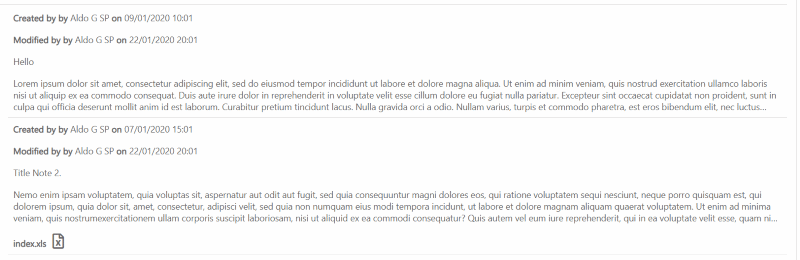 Created by by Aldo G SP on 09/01/2020 10:01
Modified by by Aldo G SP on 22/01/2020 20:01
Hello
Lorem ipsum dolor sit amet, consectetur adipiscing elit, sed do eiusmod tempor incididunt ut labore et dolore magna aliqua. Ut enim ad minim veniam, quis nostrud exercitation ullamco laboris
nisi ut aliquip ex ea commodo consequat. Duis aute irure dolor in reprehenderit in voluptate velit esse cillum dolore eu fugiat nulla pariatur. Excepteur sint occaecat cupidatat non proident, sunt in
culpa qui officia deserunt mollit anim id est laborum. Curabitur pretium tincidunt lacus. Nulla gravida orci a odio. Nullam varius, turpis et commodo pharetra, est eros bibendum elit, nec luctus...
Created by by Aldo G SP on 07/01/2020 15:01
Modified by by Aldo G SP on 22/01/2020 20:01
Title Note 2.
Nemo enim ipsam voluptatem, quia voluptas sit, aspernatur aut odit aut fugit, sed quia consequuntur magni dolores eos, qui ratione voluptatem sequi nesciunt, neque porro quisquam est, qui
dolorem ipsum, quia dolor sit, amet, consectetur, adipisci velit, sed quia non numquam eius modi tempora incidunt, ut labore et dolore magnam aliquam quaerat voluptatem. Ut enim ad minima
veniam, quis nostrumexercitationem ullam corporis suscipit laboriosam, nisi ut aliquid ex ea commodi consequatur? Quis autem vel eum iure reprehenderit, qui in ea voluptate velit esse, quam ni...
index.xls